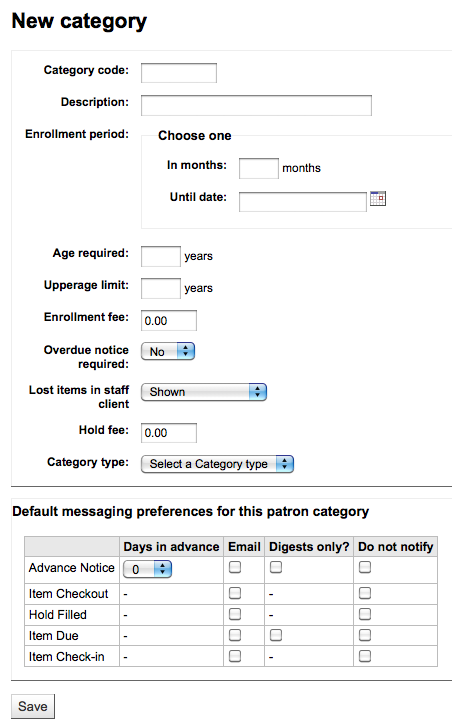 New category
Category code:
Description:
Enrollment period:
Choose one
In months: months
Until date:
Age required: years
Upperage limit: years
Enrollment fee: 0.00
Overdue notice required: No
Lost items in staff client Shown
Hold fee: 0.00
Category type: Select a Category type
Default messaging preferences for this patron category
Days in advance Email Digests only? Do not notify
Advance Notice 0
Item Checkout - -
Hold Filled - -
Item Due -
Item Check-in - -
Save